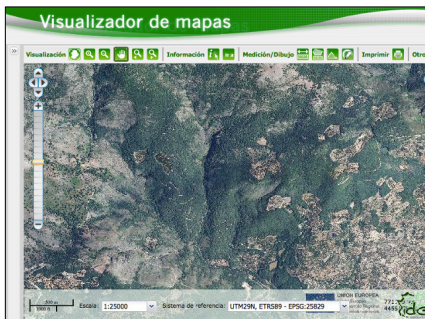 Visualizador de mapas
Visualización Información Medición/Dibujo Imprimir Otro
500 m
Escala: 1:25000 Sistema de referencia: UTM29N, ETRS89 - EPSG:25829
UNIÓN EUROPEA